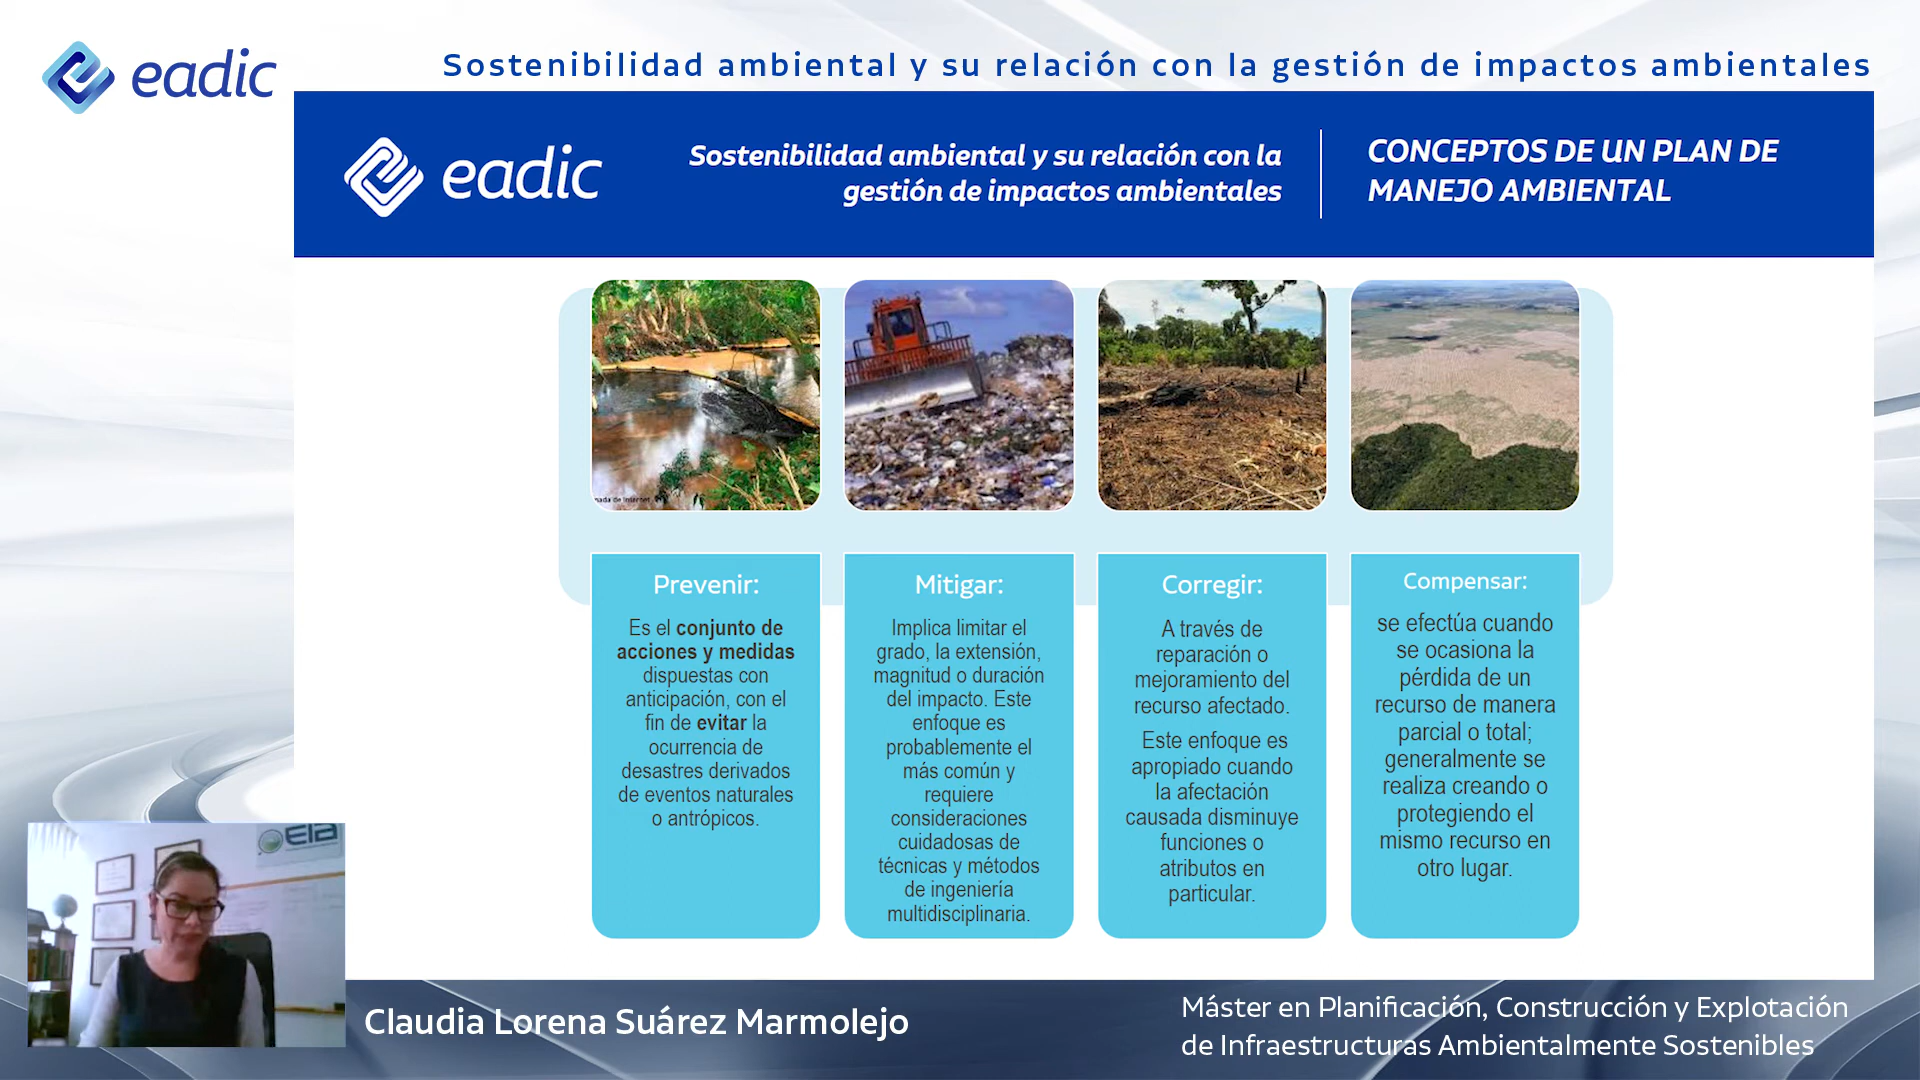 eadic
Sostenibilidad ambiental y su relación con la gestión de impactos ambientales
eadic
Sostenibilidad ambiental y su relación con la
gestión de impactos ambientales
CONCEPTOS DE UN PLAN DE
MANEJO AMBIENTAL
nada de Internet
Prevenir:
Es el conjunto de
acciones y medidas
dispuestas con
anticipación, con el
fin de evitar la
ocurrencia de
desastres derivados
de eventos naturales
o antrópicos.
Mitigar:
Implica limitar el
grado, la extensión,
magnitud o duración
del impacto. Este
enfoque es
probablemente el
más común y
requiere
consideraciones
cuidadosas de
técnicas y métodos
de ingeniería
multidisciplinaria.
Corregir:
A través de
reparación o
mejoramiento del
recurso afectado.
Este enfoque es
apropiado cuando
la afectación
causada disminuye
funciones o
atributos en
particular.
Compensar:
se efectúa cuando
se ocasiona la
pérdida de un
recurso de manera
parcial o total;
generalmente se
realiza creando o
protegiendo el
mismo recurso en
otro lugar.
Claudia Lorena Suárez Marmolejo
Máster en Planificación, Construcción y Explotación
de Infraestructuras Ambientalmente Sostenibles